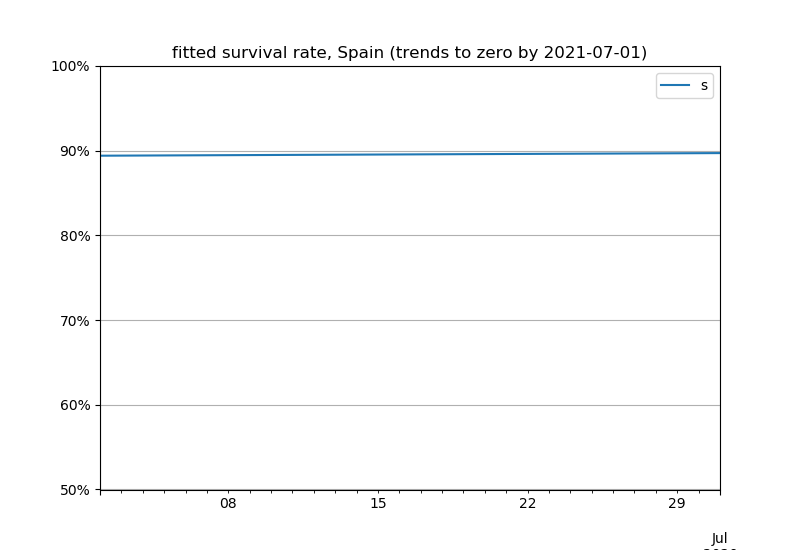 fitted survival rate, Spain (trends to zero by 2021-07-01)
100%
s
90%
80%
70%
60%
50%
08 15 22 29
Jul